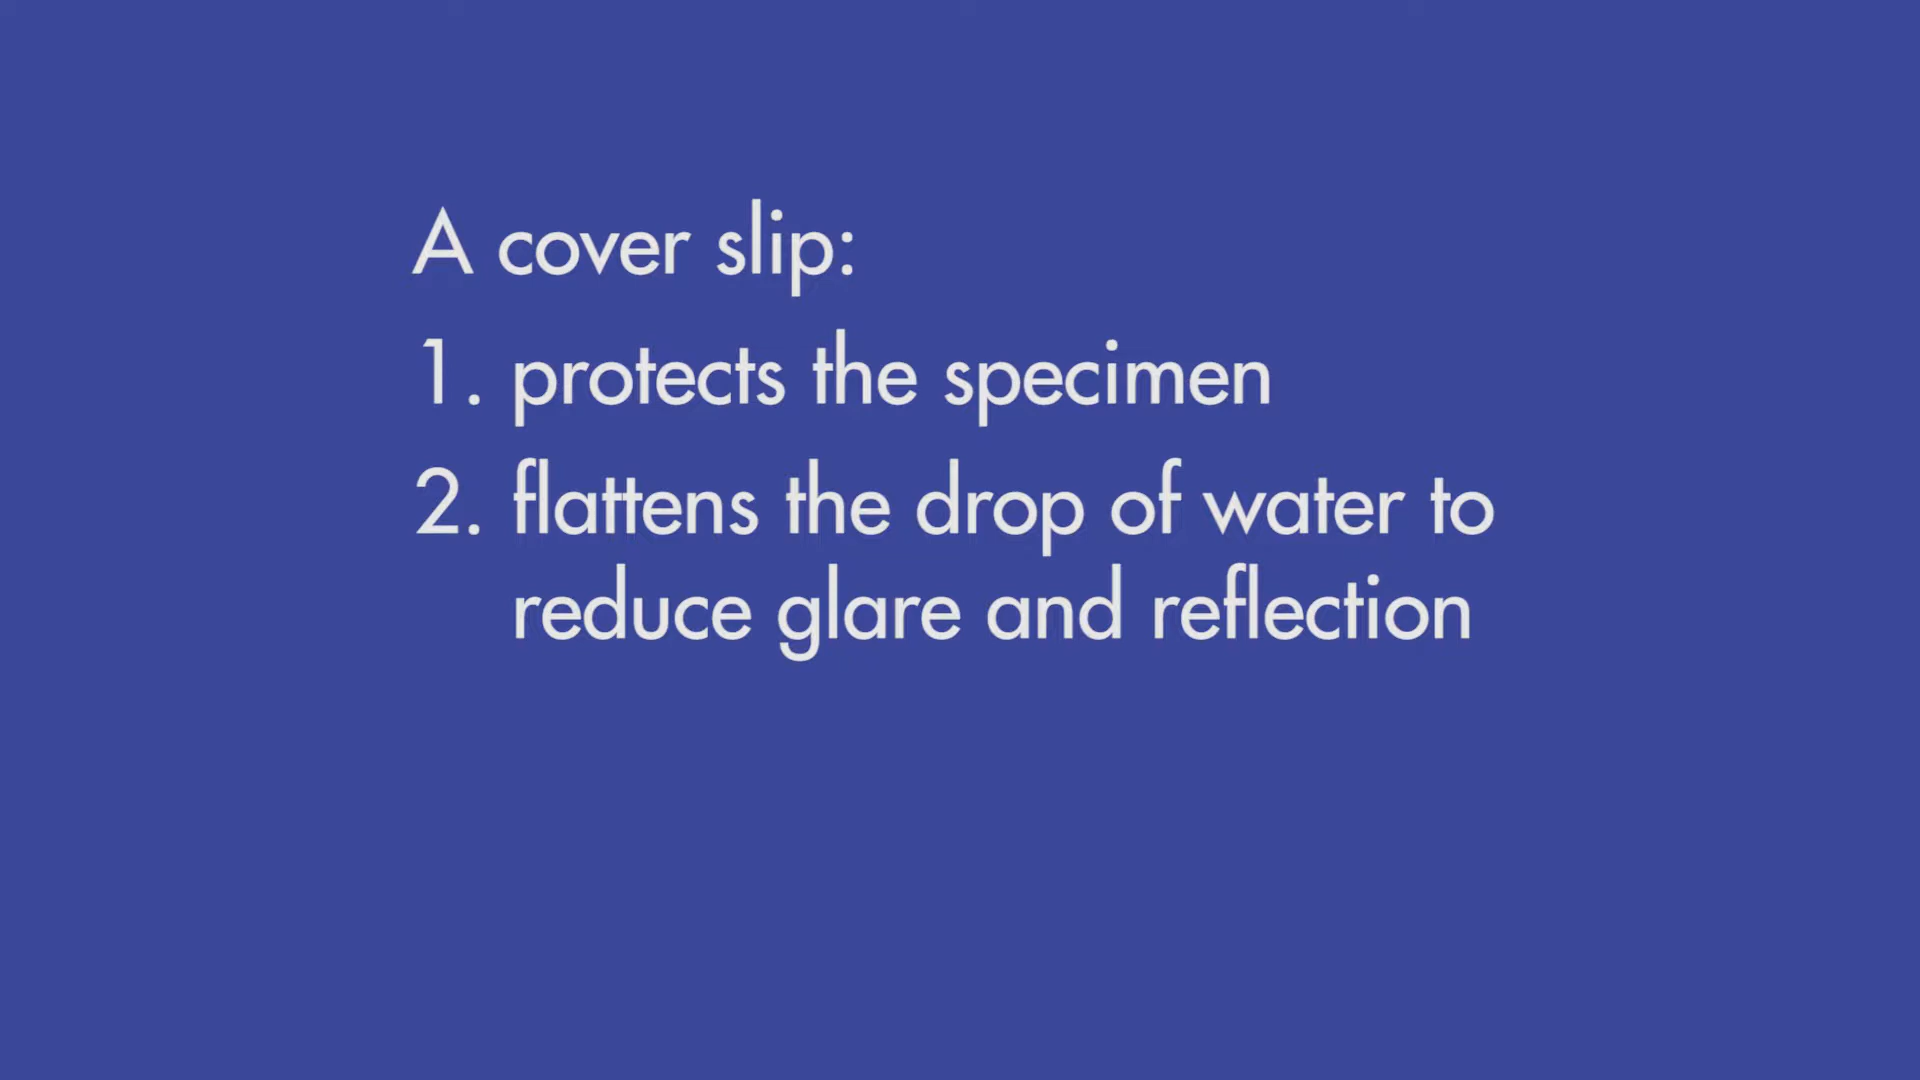 A cover slip:
1. protects the specimen
2. flattens the drop of water to
reduce glare and reflection